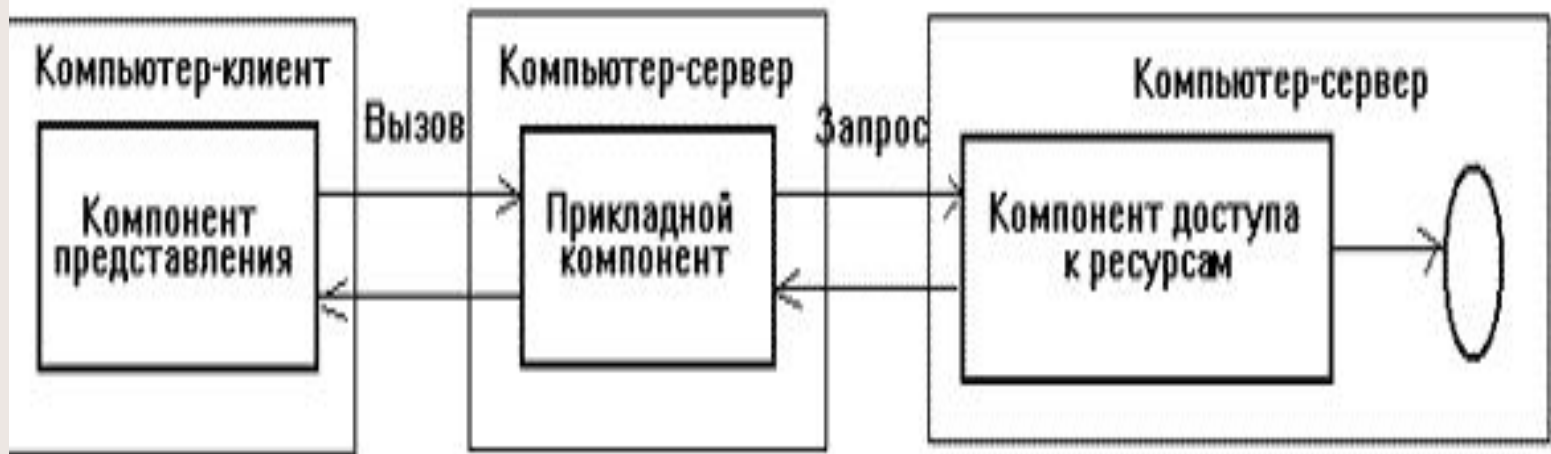 Компьютер-клиент
Вызов
Компонент
представления
Компьютер-сервер
Запрос
Прикладной
компонент
Компьютер-сервер
Компонент доступа
к ресурсам